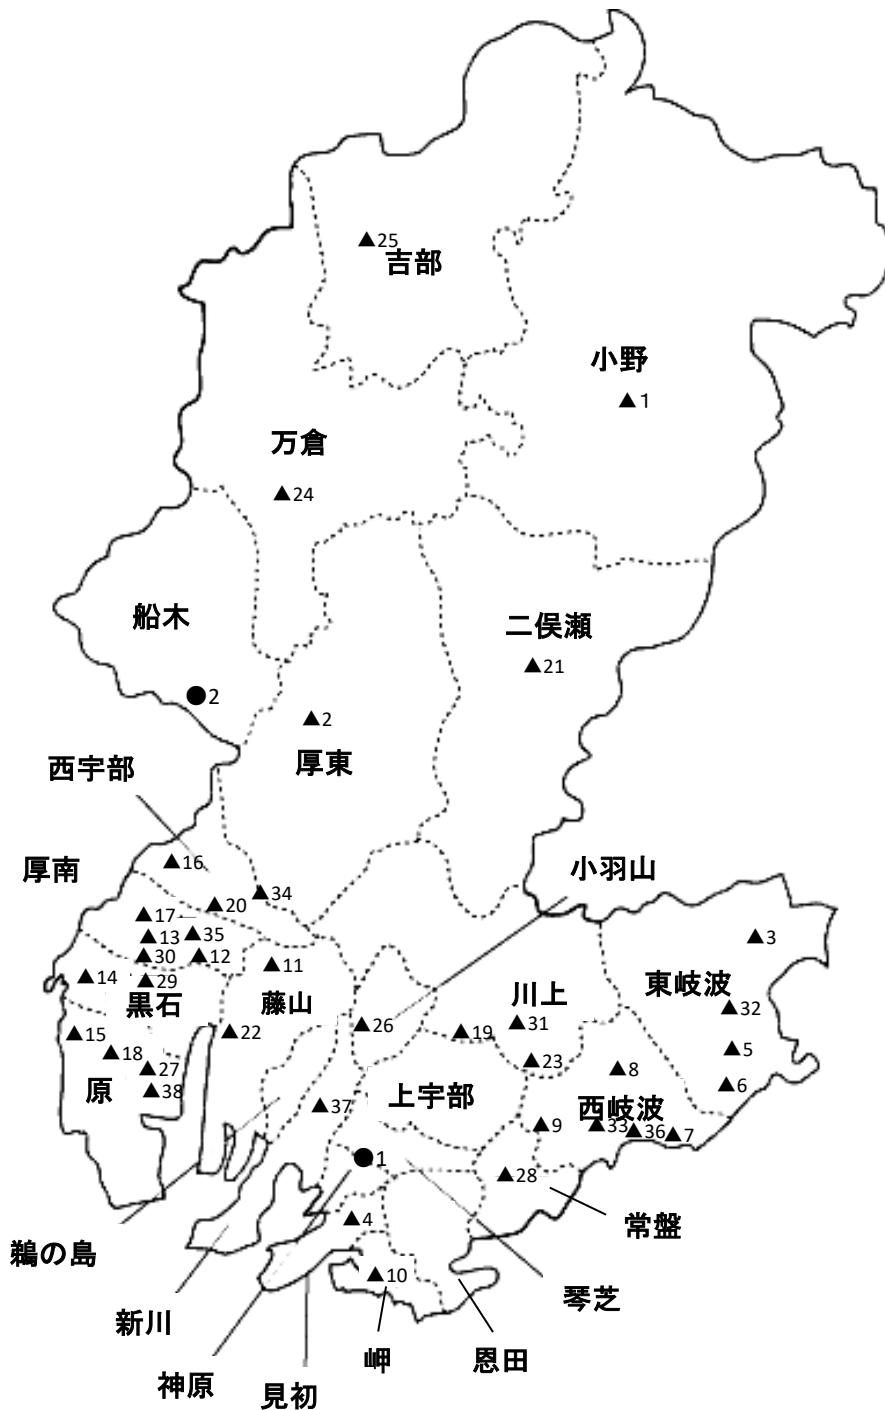 ▲25
吉部
小野
▲1
万倉
▲24
船木
二俣瀬
▲21
●2
▲2
厚東
西宇部
▲16
厚南
小羽山
▲34
▲20
▲17
▲35
▲13
▲3
▲30
▲12
▲11
▲14
▲29
東岐波
川上
黒石
藤山
▲32
▲26
▲31
▲19
▲22
▲15
▲5
▲18
▲23
▲27
▲8
▲6
▲38
原
上宇部
▲37
西岐波
▲9
▲33
▲36
▲7
●1
▲28
▲4
常盤
鵜の島
▲10
琴芝
新川
岬
恩田
神原
見初